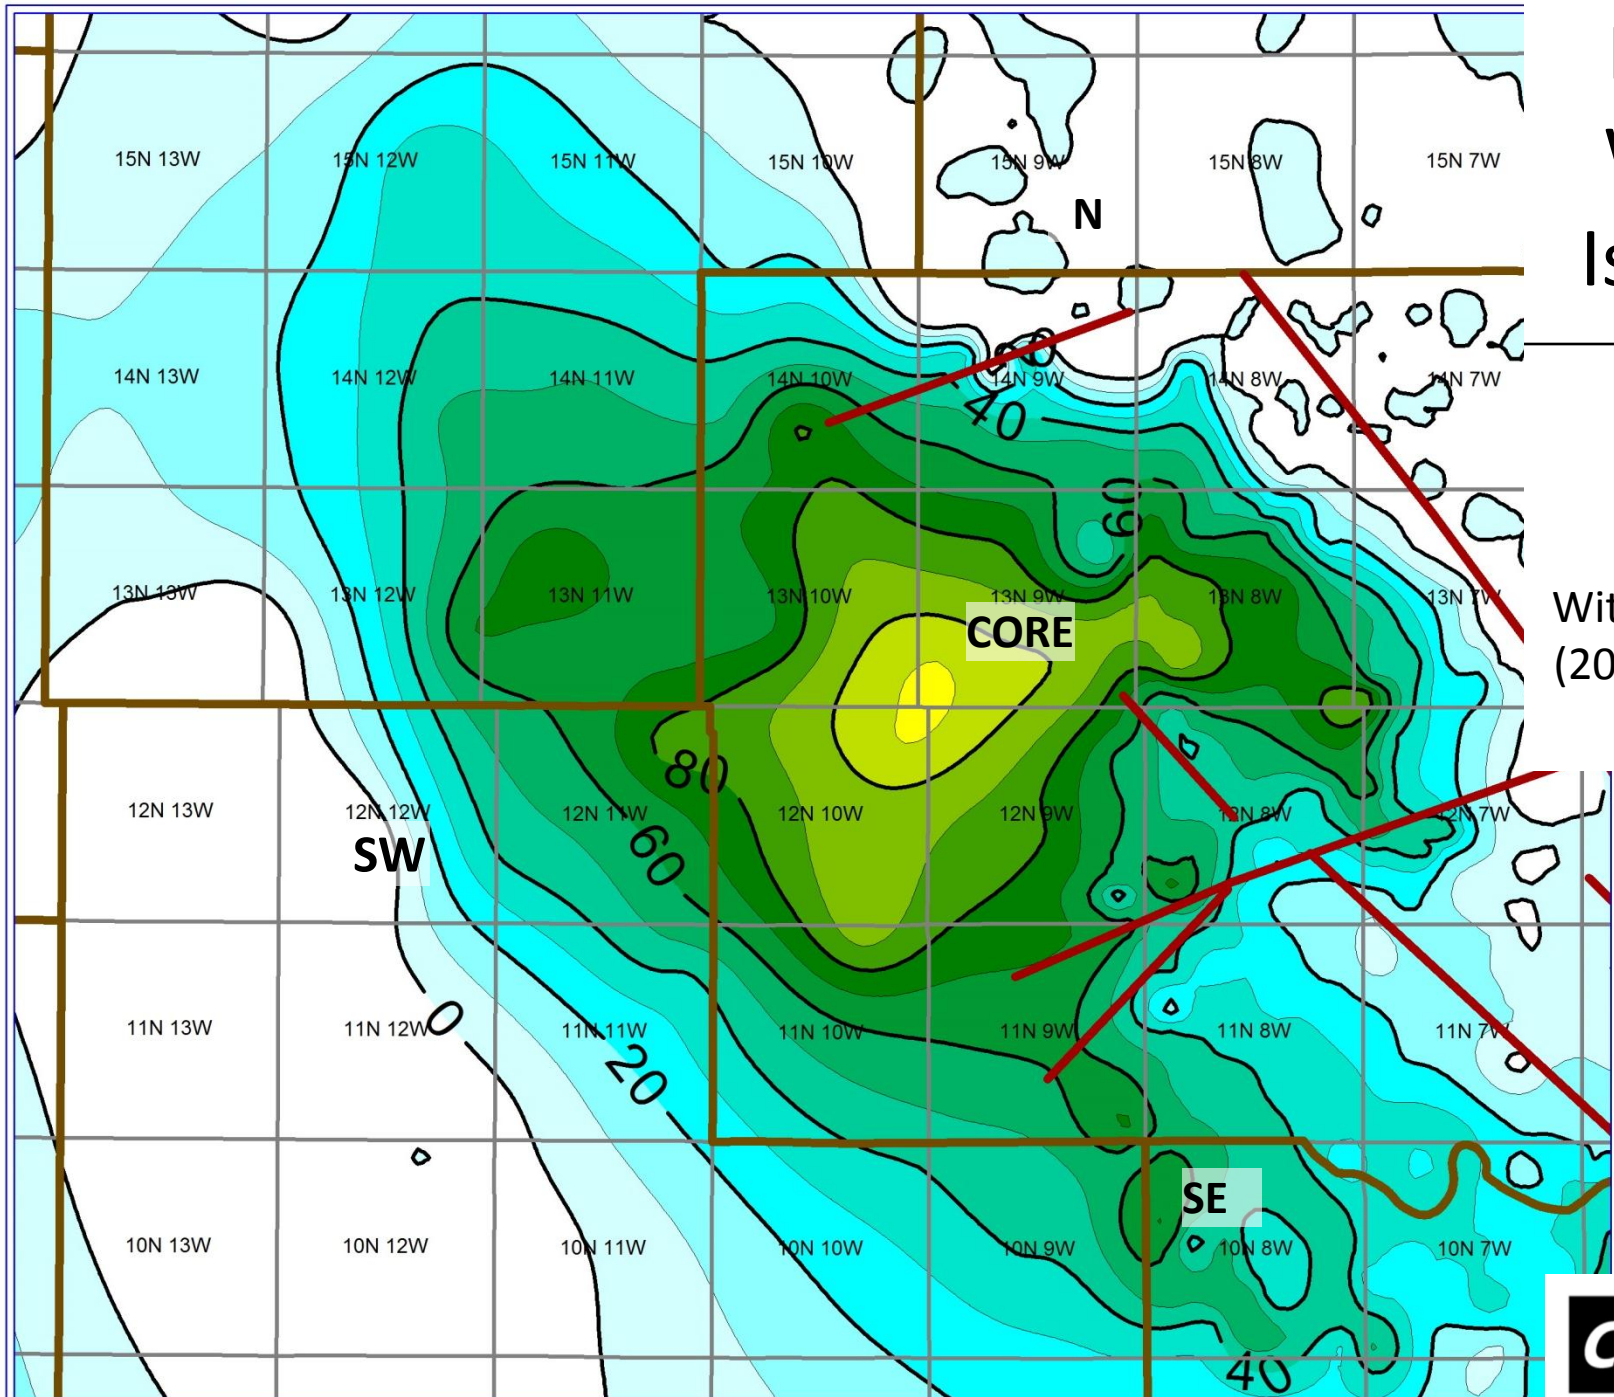 15N 13W
15N 12W
15N 11W
15N 10W
15N 9W
15N 8W
15N 7W
N
14N 13W
14N 12W
14N 11W
14N 10W
14N 9W
14N 8W
14N 7W
40
60
13N 13W
13N 12W
13N 11W
13N 10W
13N 9W
13N 8W
13N 7W
CORE
80
12N 13W
12N 12W
12N 11W
12N 10W
12N 9W
12N 8W
12N 7W
SW
60
11N 13W
11N 12W
0
11N 11W
11N 10W
11N 9W
11N 8W
11N 7W
20
SE
10N 13W
10N 12W
10N 11W
10N 10W
10N 9W
10N 8W
10N 7W
40